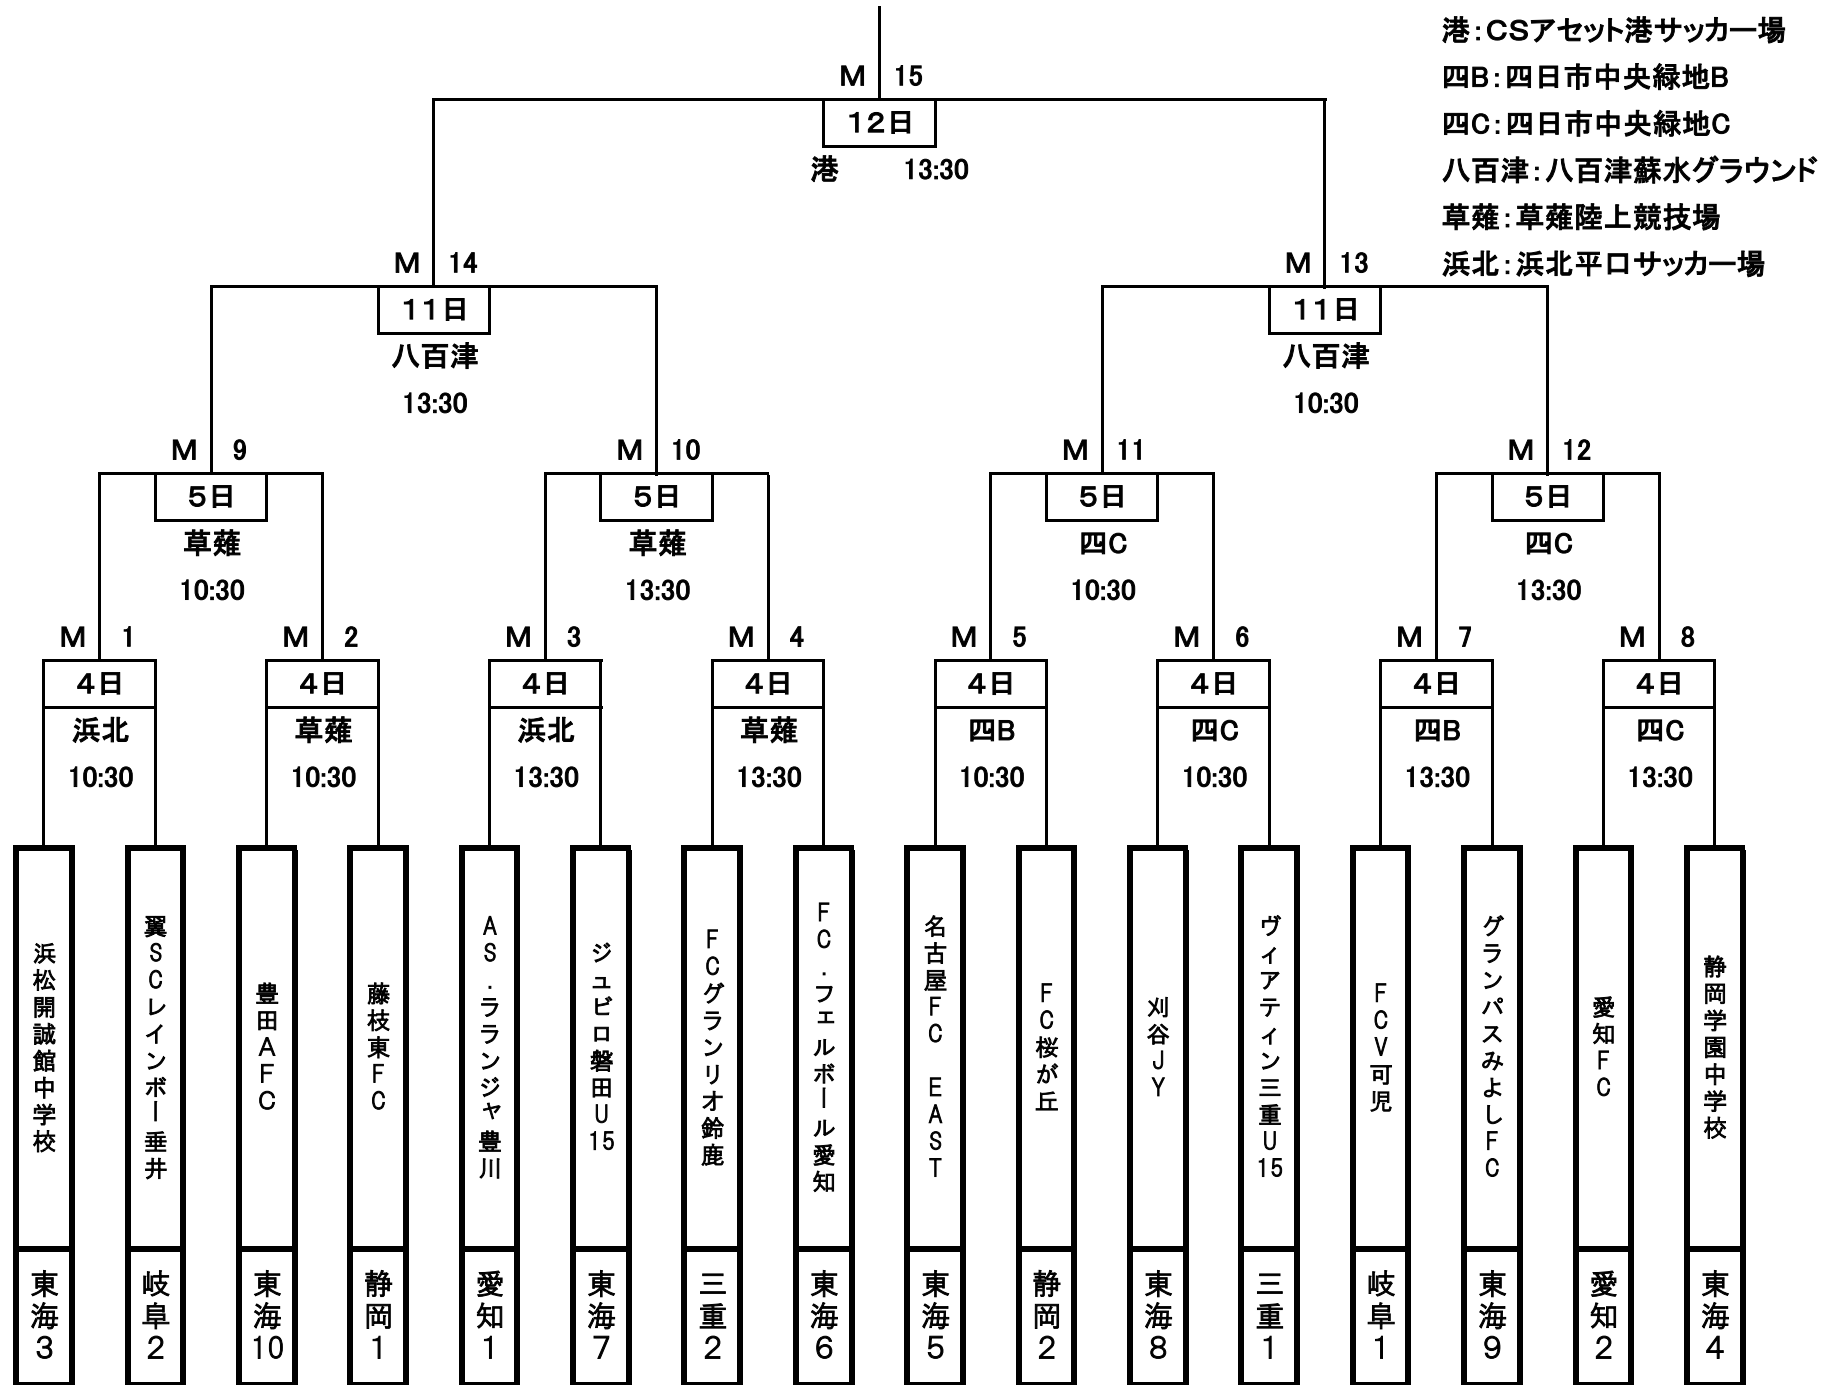 港：ＣＳアセット港サッカー場
四B：四日市中央緑地B
四C：四日市中央緑地C
八百津：八百津蘇水グラウンド
草薙：草薙陸上競技場
浜北：浜北平口サッカー場
Ｍ 15
１２日
港 13:30
Ｍ 14
１１日
八百津
13:30
Ｍ 13
１１日
八百津
10:30
Ｍ 9
５日
草薙
10:30
Ｍ 10
５日
草薙
13:30
Ｍ 11
５日
四C
10:30
Ｍ 12
５日
四C
13:30
Ｍ 1
４日
浜北
10:30
Ｍ 2
４日
草薙
10:30
Ｍ 3
４日
浜北
13:30
Ｍ 4
４日
草薙
13:30
Ｍ 5
４日
四B
10:30
Ｍ 6
４日
四C
10:30
Ｍ 7
４日
四B
13:30
Ｍ 8
４日
四C
13:30
浜松開誠館中学校
東海3
翼SCレインボー垂井
岐阜2
豊田ＡＦＣ
東海10
藤枝東FC
静岡1
AS．ラランジャ豊川
愛知1
ジュビロ磐田Ｕ15
東海7
FCグランリオ鈴鹿
三重2
FC．フェルボール愛知
東海6
名古屋FC EAST
東海5
FC桜が丘
静岡2
刈谷JY
東海8
ヴィアティン三重Ｕ15
三重1
FCV可児
岐阜1
グランパスみよしFC
東海9
愛知FC
愛知2
静岡学園中学校
東海4